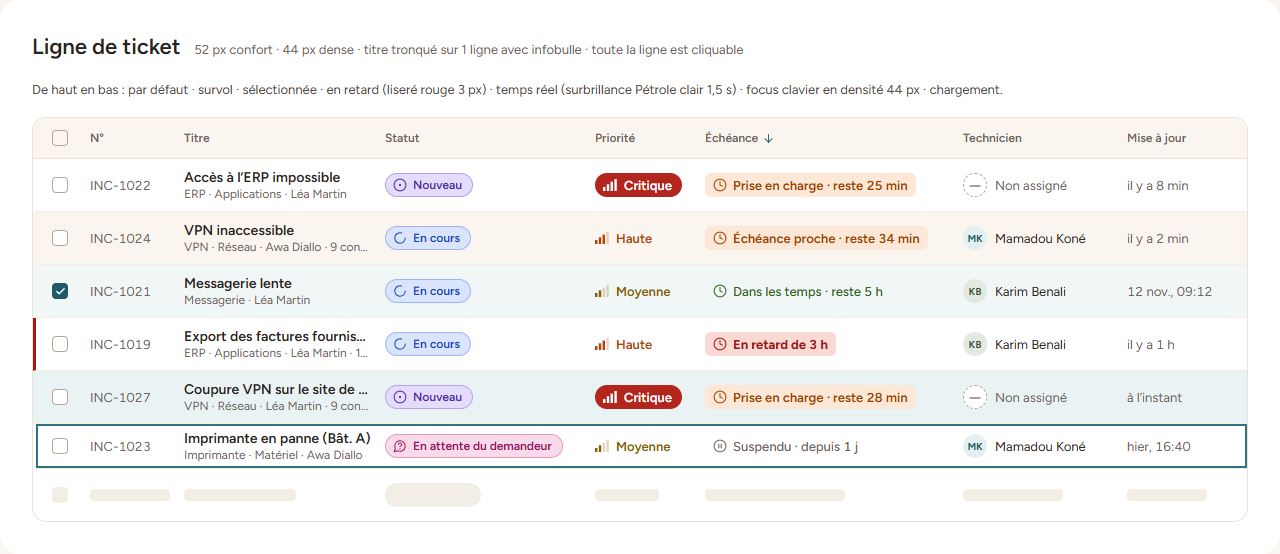 Ligne de ticket 52 px confort · 44 px dense · titre tronqué sur 1 ligne avec infobulle · toute la ligne est cliquable
De haut en bas : par défaut · survol · sélectionnée · en retard (liseré rouge 3 px) · temps réel (surbrillance Pétrole clair 1,5 s) · focus clavier en densité 44 px · chargement.
N° Titre Statut Priorité Échéance ↓ Technicien Mise à jour
INC-1022 Accès à l'ERP impossible Nouveau Critique Prise en charge · reste 25 min Non assigné il y a 8 min
ERP · Applications · Léa Martin
INC-1024 VPN inaccessible En cours Haute Échéance proche · reste 34 min MK Mamadou Koné il y a 2 min
VPN · Réseau · Awa Diallo · 9 con...
INC-1021 Messagerie lente En cours Moyenne Dans les temps · reste 5 h KB Karim Benali 12 nov., 09:12
Messagerie · Léa Martin
INC-1019 Export des factures fournis... En cours Haute En retard de 3 h KB Karim Benali il y a 1 h
ERP · Applications · Léa Martin · 1...
INC-1027 Coupure VPN sur le site de ... Nouveau Critique Prise en charge · reste 28 min Non assigné à l'instant
VPN · Réseau · Léa Martin · 9 con...
INC-1023 Imprimante en panne (Bât. A) En attente du demandeur Moyenne Suspendu · depuis 1 j MK Mamadou Koné hier, 16:40
Imprimante · Matériel · Awa Diallo